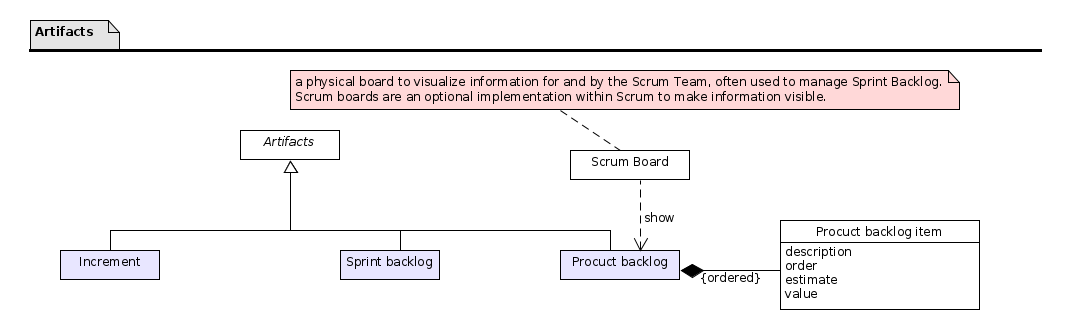 Artifacts
a physical board to visualize information for and by the Scrum Team, often used to manage Sprint Backlog.
Scrum boards are an optional implementation within Scrum to make information visible.
Artifacts
Scrum Board
show
Increment
Sprint backlog
Procuct backlog
{ordered}
Procuct backlog item
description
order
estimate
value